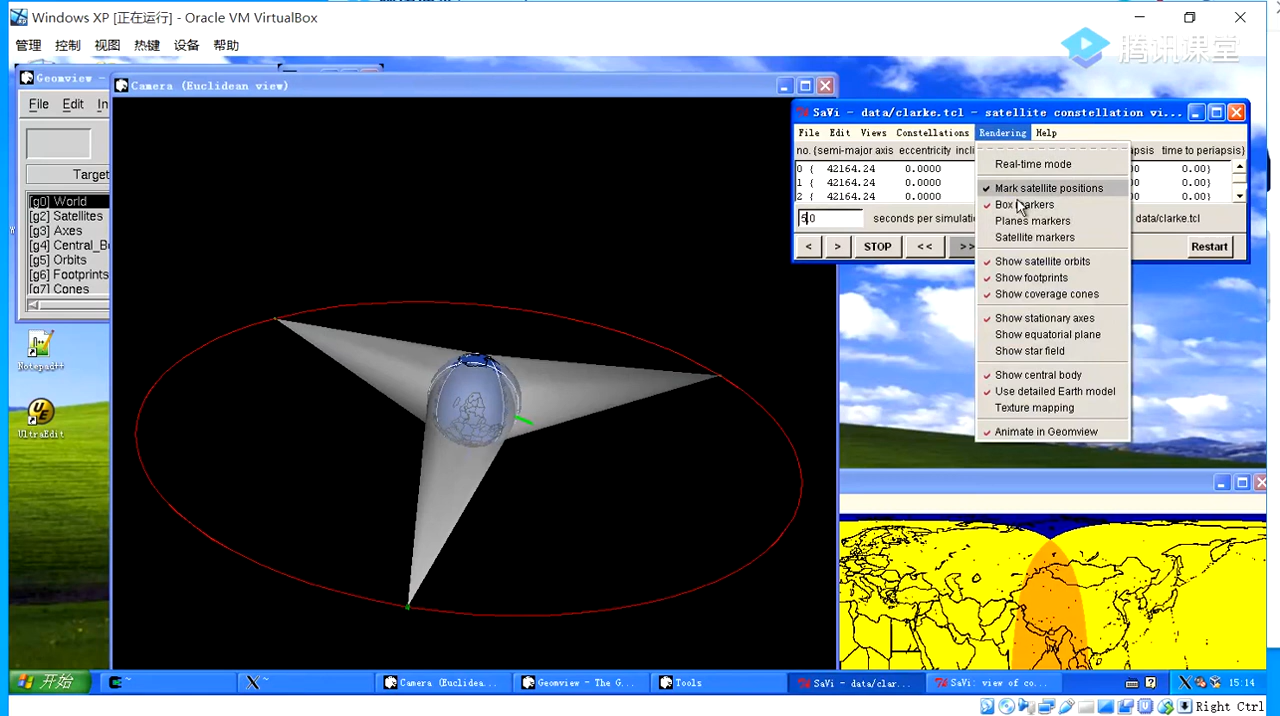 Windows XP [正在运行] - Oracle VM VirtualBox
管理 控制 视图 热键 设备 帮助
腾讯课堂
Geomview -
Camera (Euclidean view)
File Edit In
Target
[g0] World
[g2] Satellites
[g3] Axes
[g4] Central_B
[g5] Orbits
[g6] Footprints
[g7] Cones
SaVi - data/clarke.tcl - satellite constellation vi...
File Edit Views Constellations Rendering Help
no. {semi-major axis eccentricity incli
apsis time to periapsis}
0 { 42164.24 0.0000 0.00}
1 { 42164.24 0.0000 0.00}
2 { 42164.24 0.0000 0.00}
seconds per simulatio
data/clarke.tcl
< > STOP << >> Restart
Real-time mode
Mark satellite positions
Box markers
Planes markers
Satellite markers
Show satellite orbits
Show footprints
Show coverage cones
Show stationary axes
Show equatorial plane
Show star field
Show central body
Use detailed Earth model
Texture mapping
Animate in Geomview
Notepad++
UltraEdit
开始
~
~
Camera (Euclidea...
Geomview - The G...
Tools
SaVi - data/clar...
SaVi: view of co...
15:14
Right Ctrl